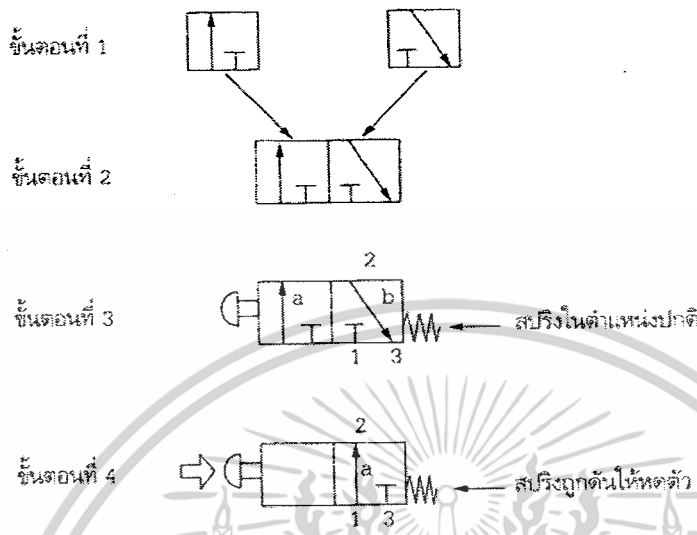 ขั้นตอนที่ 1
ขั้นตอนที่ 2
2
ขั้นตอนที่ 3
a
b
สปริงในตำแหน่งปกติ
1 3
2
ขั้นตอนที่ 4
a
สปริงถูกดันให้หดตัว
1 3